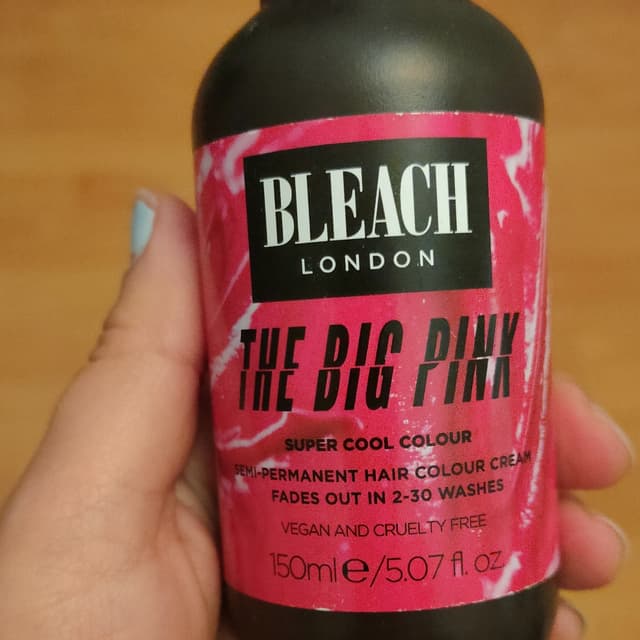 BLEACH
LONDON
THE BIG PINK
SUPER COOL COLOUR
SEMI-PERMANENT HAIR COLOUR CREAM
FADES OUT IN 2-30 WASHES
VEGAN AND CRUELTY FREE
150ml℮/5.07 fl. oz.